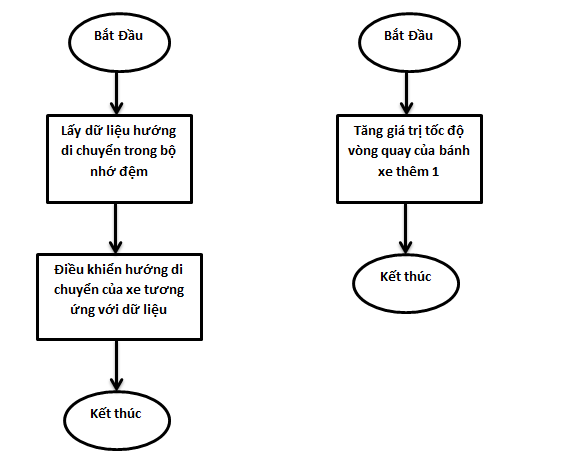 Bắt Đầu
Lấy dữ liệu hướng
di chuyển trong bộ
nhớ đệm
Điều khiển hướng di
chuyển của xe tương
ứng với dữ liệu
Kết thúc
Bắt Đầu
Tăng giá trị tốc độ
vòng quay của bánh
xe thêm 1
Kết thúc